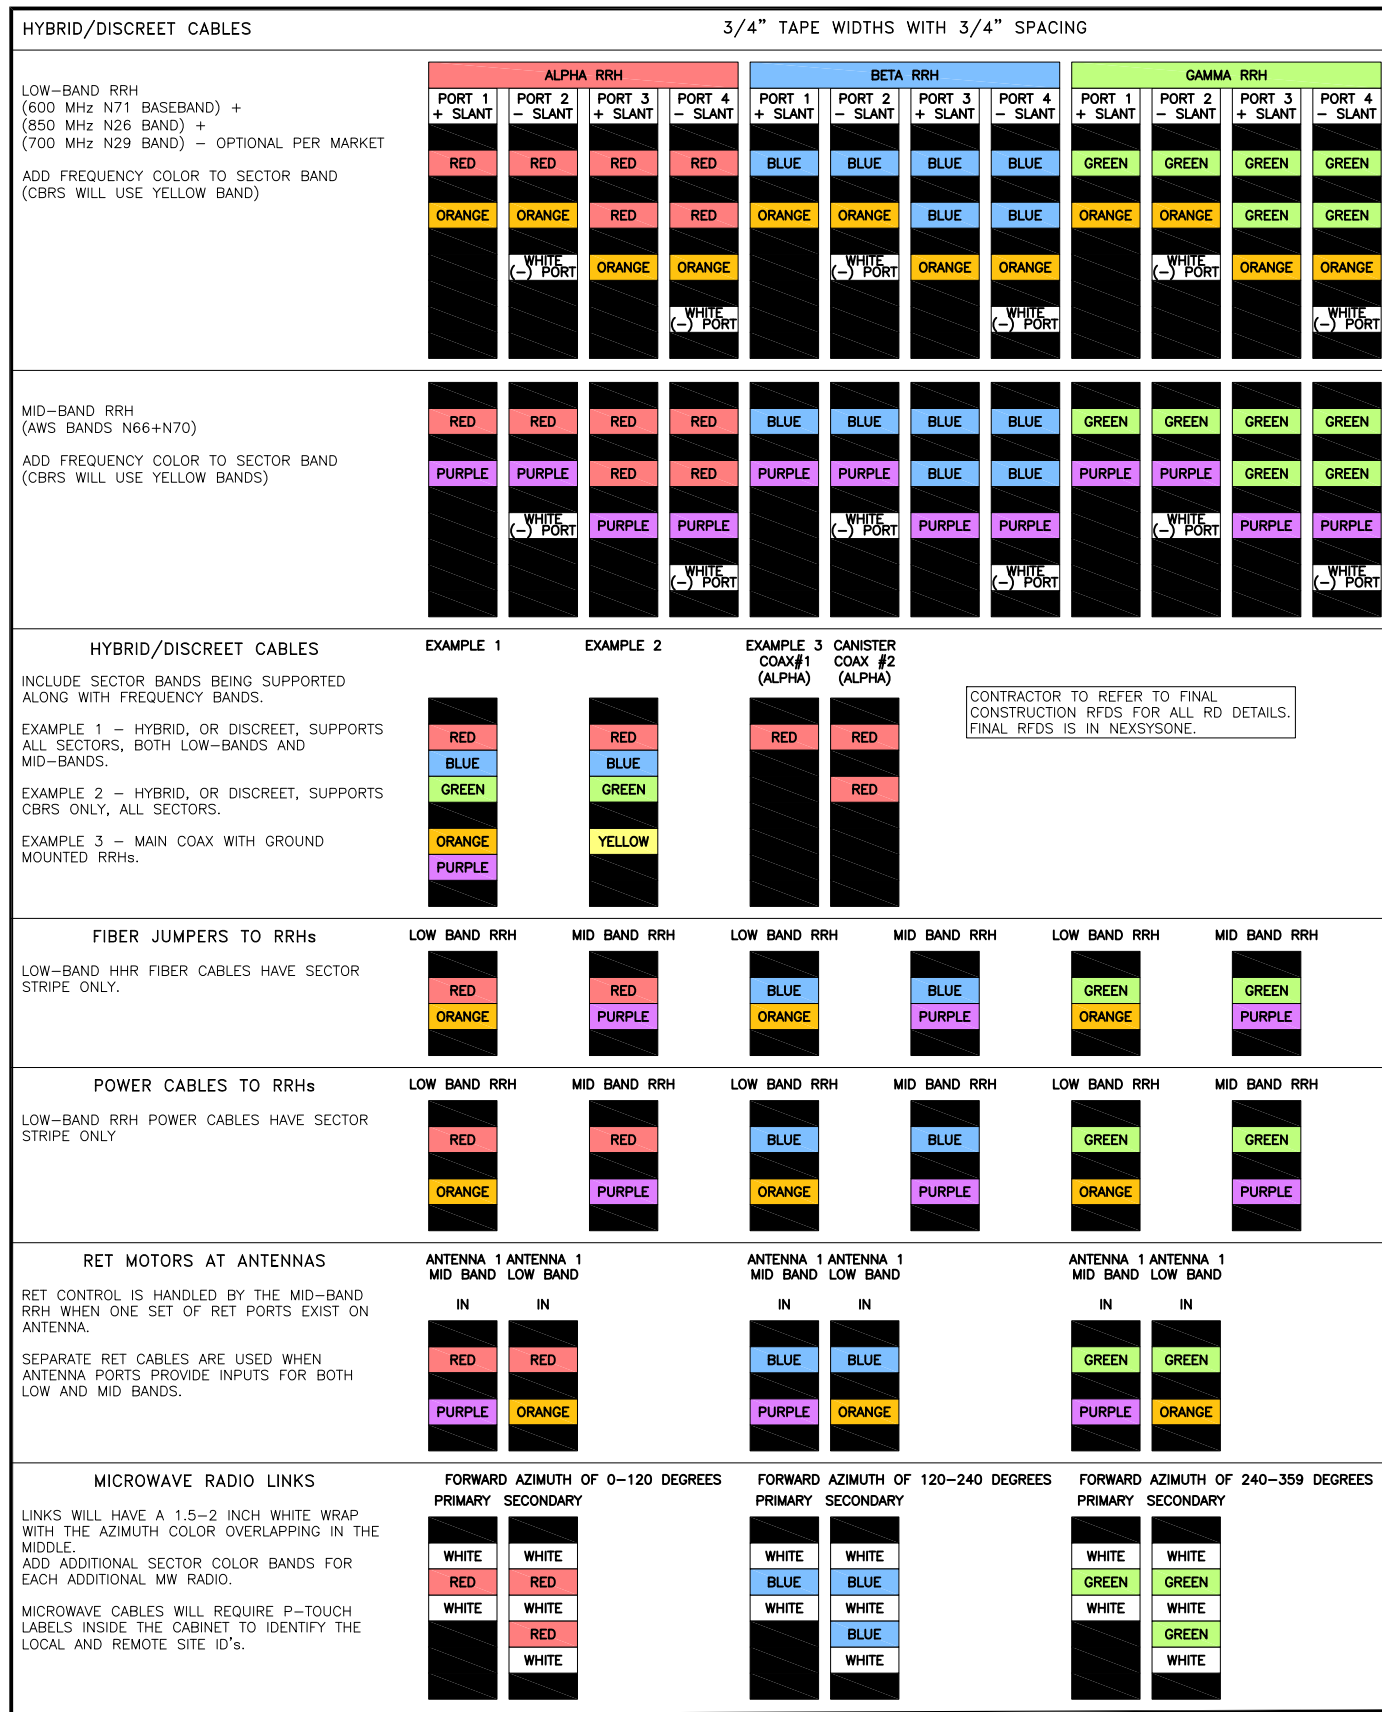 HYBRID/DISCREET CABLES
3/4" TAPE WIDTHS WITH 3/4" SPACING
LOW-BAND RRH
(600 MHz N71 BASEBAND) +
(850 MHz N26 BAND) +
(700 MHz N29 BAND) - OPTIONAL PER MARKET
ADD FREQUENCY COLOR TO SECTOR BAND
(CBRS WILL USE YELLOW BAND)
ALPHA RRH BETA RRH GAMMA RRH
PORT 1 PORT 2 PORT 3 PORT 4 PORT 1 PORT 2 PORT 3 PORT 4 PORT 1 PORT 2 PORT 3 PORT 4
+ SLANT - SLANT + SLANT - SLANT + SLANT - SLANT + SLANT - SLANT + SLANT - SLANT + SLANT - SLANT
RED RED RED RED BLUE BLUE BLUE BLUE GREEN GREEN GREEN GREEN
ORANGE ORANGE RED RED ORANGE ORANGE BLUE BLUE ORANGE ORANGE GREEN GREEN
WHITE (-) PORT ORANGE ORANGE WHITE (-) PORT ORANGE ORANGE WHITE (-) PORT ORANGE ORANGE
WHITE (-) PORT WHITE (-) PORT WHITE (-) PORT
MID-BAND RRH
(AWS BANDS N66+N70)
ADD FREQUENCY COLOR TO SECTOR BAND
(CBRS WILL USE YELLOW BANDS)
RED RED RED RED BLUE BLUE BLUE BLUE GREEN GREEN GREEN GREEN
PURPLE PURPLE RED RED PURPLE PURPLE BLUE BLUE PURPLE PURPLE GREEN GREEN
WHITE (-) PORT PURPLE PURPLE WHITE (-) PORT PURPLE PURPLE WHITE (-) PORT PURPLE PURPLE
WHITE (-) PORT WHITE (-) PORT WHITE (-) PORT
HYBRID/DISCREET CABLES
INCLUDE SECTOR BANDS BEING SUPPORTED
ALONG WITH FREQUENCY BANDS.
EXAMPLE 1 - HYBRID, OR DISCREET, SUPPORTS
ALL SECTORS, BOTH LOW-BANDS AND
MID-BANDS.
EXAMPLE 2 - HYBRID, OR DISCREET, SUPPORTS
CBRS ONLY, ALL SECTORS.
EXAMPLE 3 - MAIN COAX WITH GROUND
MOUNTED RRHs.
EXAMPLE 1 EXAMPLE 2 EXAMPLE 3 CANISTER
COAX#1 COAX #2
(ALPHA) (ALPHA)
RED RED RED RED
BLUE BLUE
GREEN GREEN RED
ORANGE YELLOW
PURPLE
CONTRACTOR TO REFER TO FINAL
CONSTRUCTION RFDS FOR ALL RD DETAILS.
FINAL RFDS IS IN NEXSYSONE.
FIBER JUMPERS TO RRHs
LOW-BAND HHR FIBER CABLES HAVE SECTOR
STRIPE ONLY.
LOW BAND RRH MID BAND RRH LOW BAND RRH MID BAND RRH LOW BAND RRH MID BAND RRH
RED RED BLUE BLUE GREEN GREEN
ORANGE PURPLE ORANGE PURPLE ORANGE PURPLE
POWER CABLES TO RRHs
LOW-BAND RRH POWER CABLES HAVE SECTOR
STRIPE ONLY
LOW BAND RRH MID BAND RRH LOW BAND RRH MID BAND RRH LOW BAND RRH MID BAND RRH
RED RED BLUE BLUE GREEN GREEN
ORANGE PURPLE ORANGE PURPLE ORANGE PURPLE
RET MOTORS AT ANTENNAS
RET CONTROL IS HANDLED BY THE MID-BAND
RRH WHEN ONE SET OF RET PORTS EXIST ON
ANTENNA.
SEPARATE RET CABLES ARE USED WHEN
ANTENNA PORTS PROVIDE INPUTS FOR BOTH
LOW AND MID BANDS.
ANTENNA 1 ANTENNA 1 ANTENNA 1 ANTENNA 1 ANTENNA 1 ANTENNA 1
MID BAND LOW BAND MID BAND LOW BAND MID BAND LOW BAND
IN IN IN IN IN IN
RED RED BLUE BLUE GREEN GREEN
PURPLE ORANGE PURPLE ORANGE PURPLE ORANGE
MICROWAVE RADIO LINKS
LINKS WILL HAVE A 1.5-2 INCH WHITE WRAP
WITH THE AZIMUTH COLOR OVERLAPPING IN THE
MIDDLE.
ADD ADDITIONAL SECTOR COLOR BANDS FOR
EACH ADDITIONAL MW RADIO.
MICROWAVE CABLES WILL REQUIRE P-TOUCH
LABELS INSIDE THE CABINET TO IDENTIFY THE
LOCAL AND REMOTE SITE ID's.
FORWARD AZIMUTH OF 0-120 DEGREES FORWARD AZIMUTH OF 120-240 DEGREES FORWARD AZIMUTH OF 240-359 DEGREES
PRIMARY SECONDARY PRIMARY SECONDARY PRIMARY SECONDARY
WHITE WHITE WHITE WHITE WHITE WHITE
RED RED BLUE BLUE GREEN GREEN
WHITE WHITE WHITE WHITE WHITE WHITE
RED BLUE GREEN
WHITE WHITE WHITE